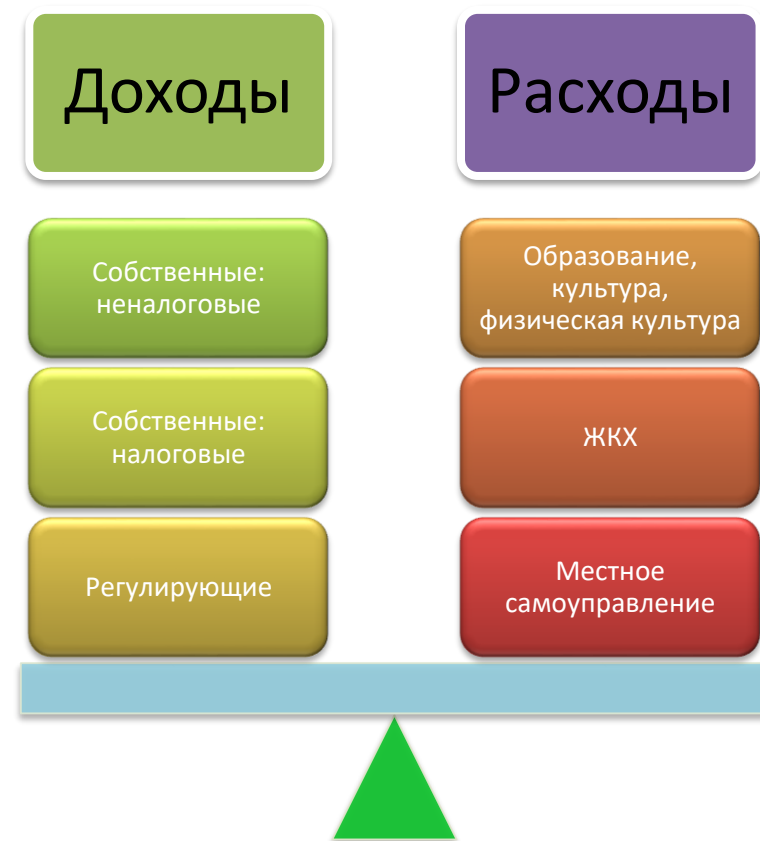 Доходы
Расходы
Собственные:
неналоговые
Образование,
культура,
физическая культура
Собственные:
налоговые
ЖКХ
Регулирующие
Местное
самоуправление